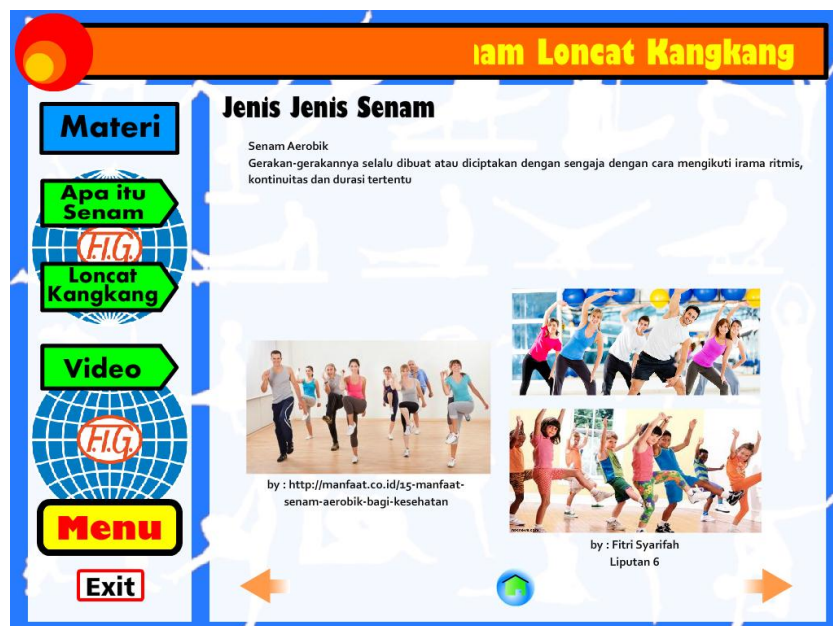 am Loncat Kangkang
Jenis Jenis Senam
Materi
Senam Aerobik
Gerakan-gerakannya selalu dibuat atau diciptakan dengan sengaja dengan cara mengikuti irama ritmis,
kontinuitas dan durasi tertentu
Apa itu
Senam
F.I.G.
Loncat
Kangkang
Video
F.I.G.
Menu
Exit
by : http://manfaat.co.id/15-manfaat-
senam-aerobik-bagi-kesehatan
by : Fitri Syarifah
Liputan 6